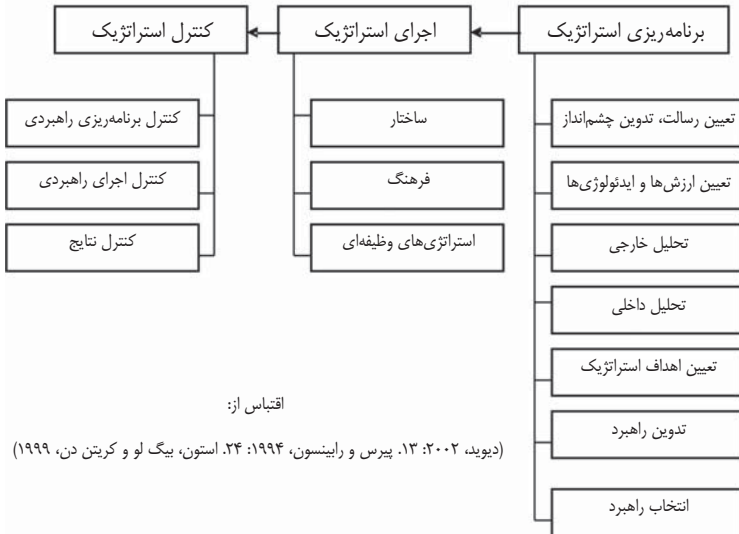 برنامه‌ریزی استراتژیک
اجرای استراتژیک
کنترل استراتژیک
تعیین رسالت، تدوین چشم‌انداز
تعیین ارزش‌ها و ایدئولوژی‌ها
تحلیل خارجی
تحلیل داخلی
تعیین اهداف استراتژیک
تدوین راهبرد
انتخاب راهبرد
ساختار
فرهنگ
استراتژی‌های وظیفه‌ای
کنترل برنامه‌ریزی راهبردی
کنترل اجرای راهبردی
کنترل نتایج
اقتباس از:
(دیوید، ۲۰۰۲: ۱۳. پیرس و رابینسون، ۱۹۹۴: ۲۴. استون، بیگ لو و کریتن دن، ۱۹۹۹)